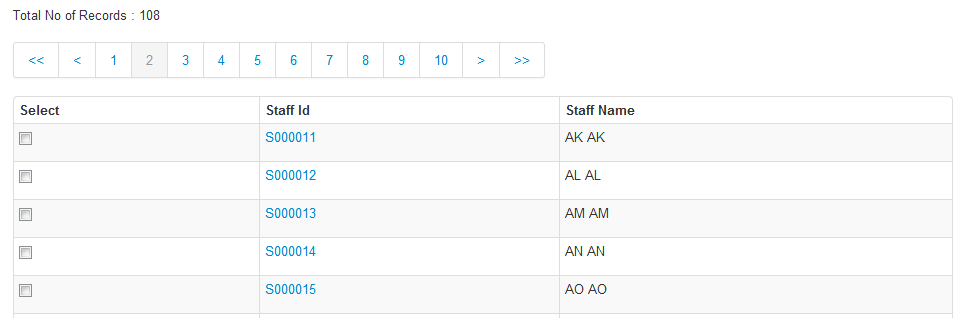 Total No of Records : 108
<< < 1 2 3 4 5 6 7 8 9 10 > >>
Select Staff Id Staff Name
S000011 AK AK
S000012 AL AL
S000013 AM AM
S000014 AN AN
S000015 AO AO